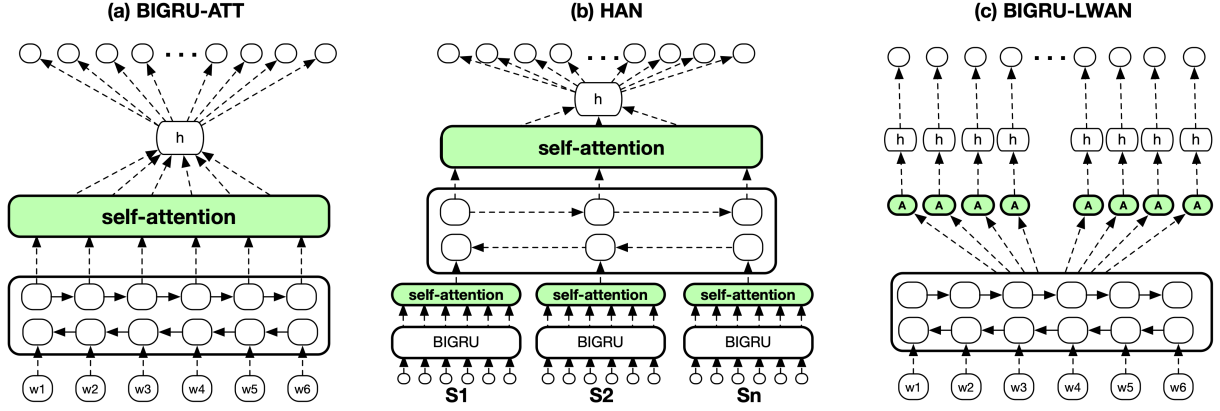 (a) BIGRU-ATT
h
self-attention
w1 w2 w3 w4 w5 w6
(b) HAN
h
self-attention
self-attention self-attention self-attention
BIGRU BIGRU BIGRU
S1 S2 Sn
(c) BIGRU-LWAN
h h h h h h h h
A A A A A A A A
w1 w2 w3 w4 w5 w6